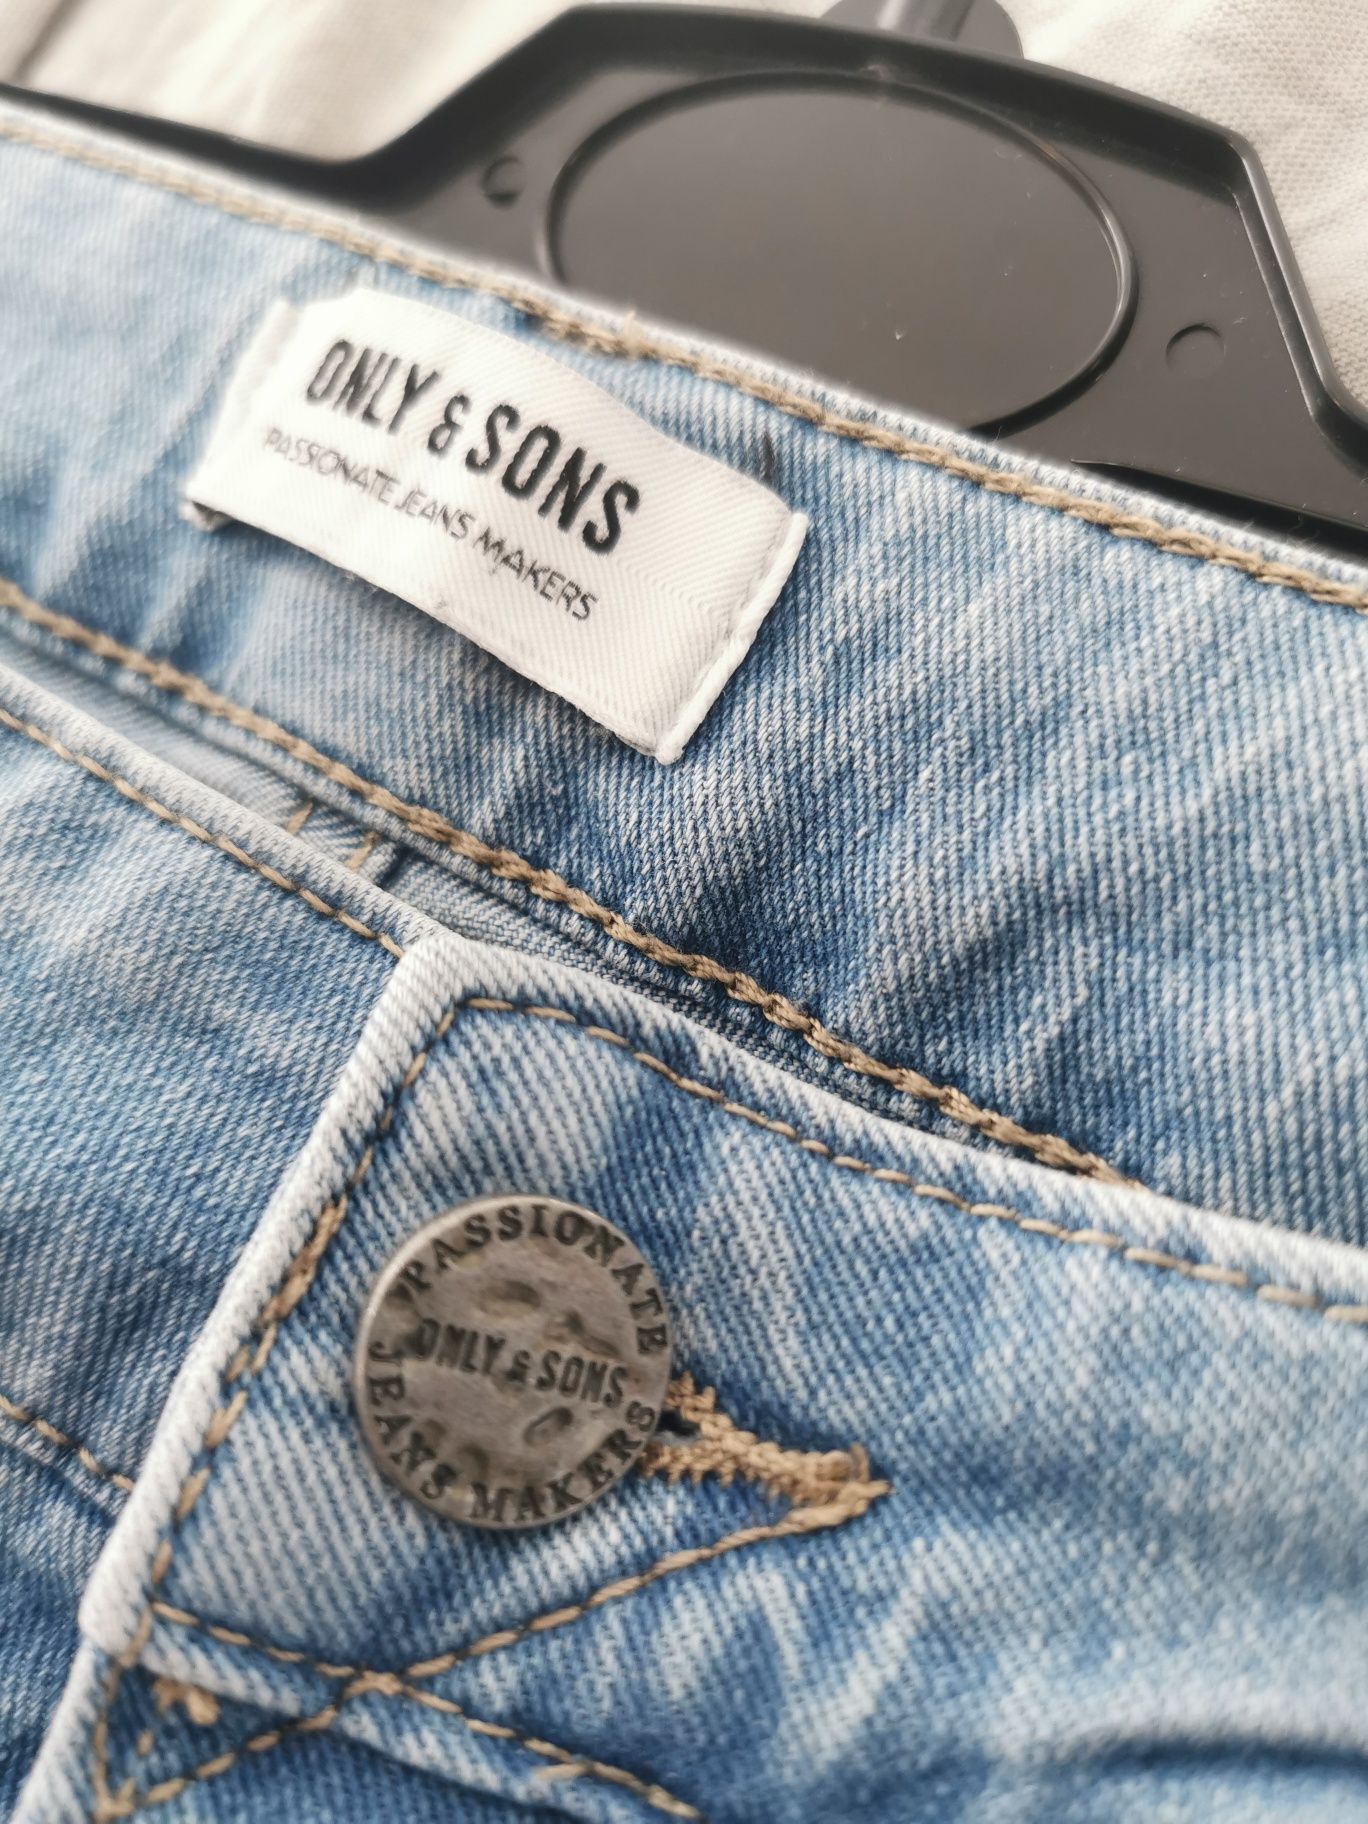 ONLY & SONS
PASSIONATE JEANS MAKERS
PASSIONATE
ONLY & SONS
JEANS MAKERS